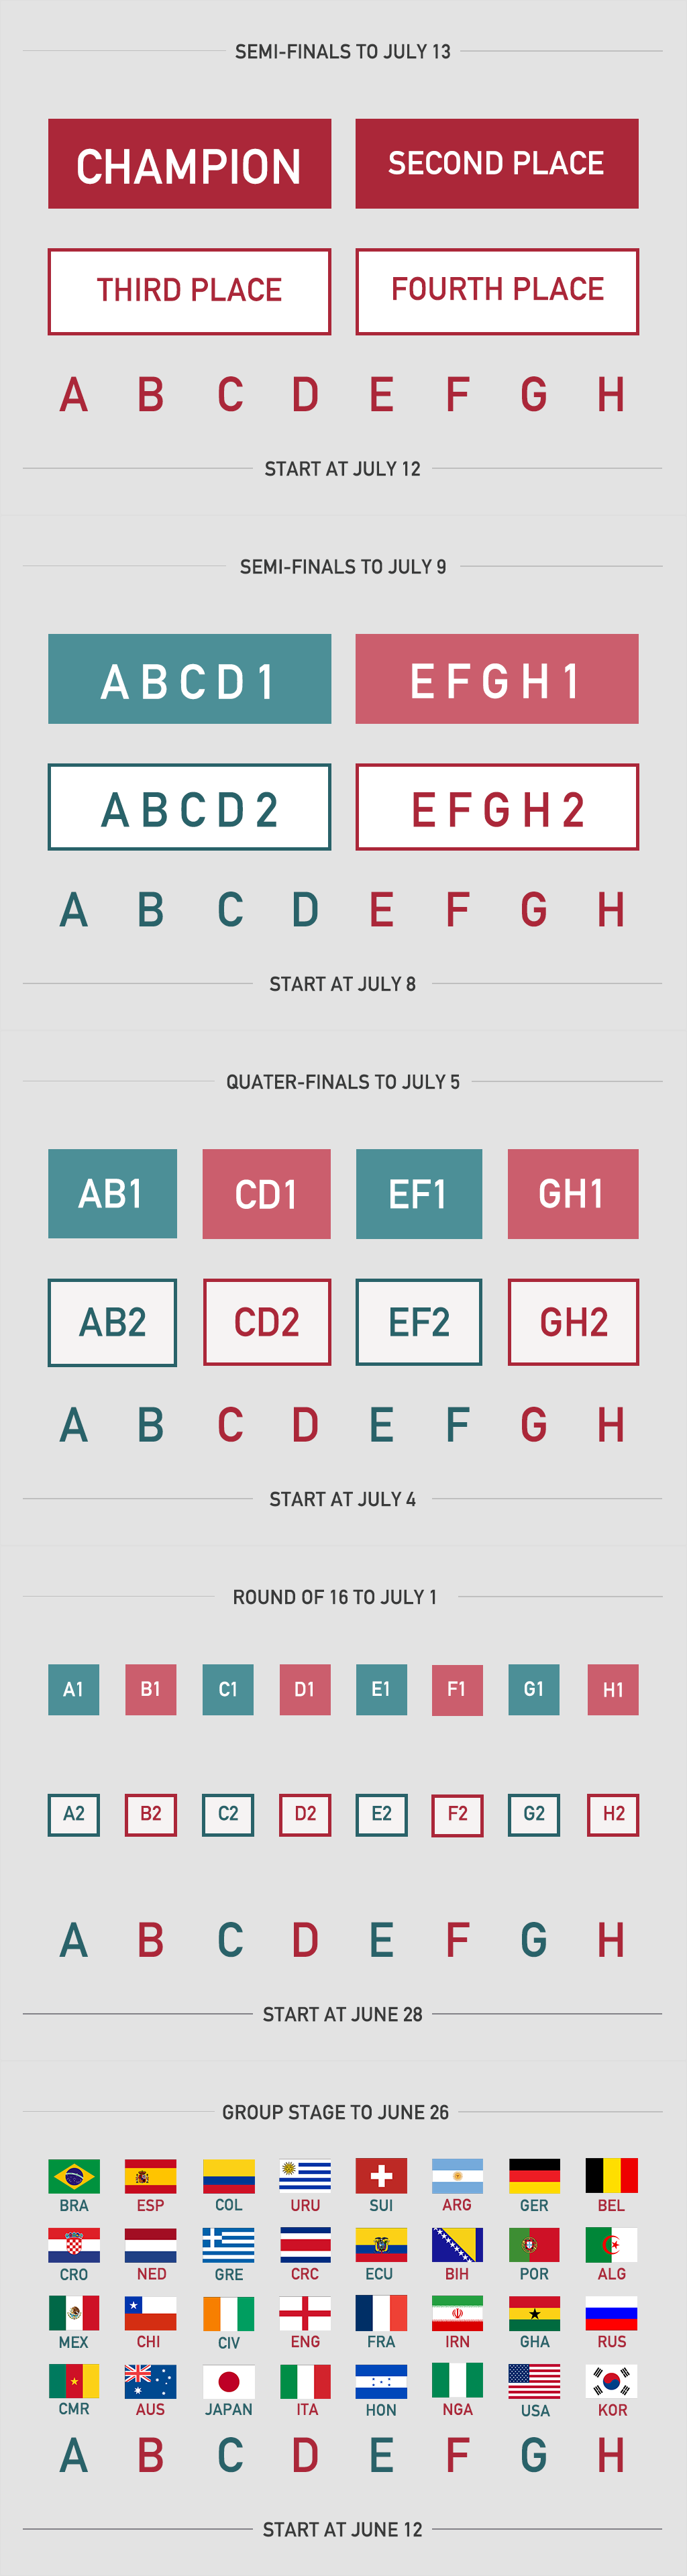 SEMI-FINALS TO JULY 13
CHAMPION SECOND PLACE
THIRD PLACE FOURTH PLACE
A B C D E F G H
START AT JULY 12
SEMI-FINALS TO JULY 9
A B C D 1 E F G H 1
A B C D 2 E F G H 2
A B C D E F G H
START AT JULY 8
QUATER-FINALS TO JULY 5
AB1 CD1 EF1 GH1
AB2 CD2 EF2 GH2
A B C D E F G H
START AT JULY 4
ROUND OF 16 TO JULY 1
A1 B1 C1 D1 E1 F1 G1 H1
A2 B2 C2 D2 E2 F2 G2 H2
A B C D E F G H
START AT JUNE 28
GROUP STAGE TO JUNE 26
BRA ESP COL URU SUI ARG GER BEL
CRO NED GRE CRC ECU BIH POR ALG
MEX CHI CIV ENG FRA IRN GHA RUS
CMR AUS JAPAN ITA HON NGA USA KOR
A B C D E F G H
START AT JUNE 12